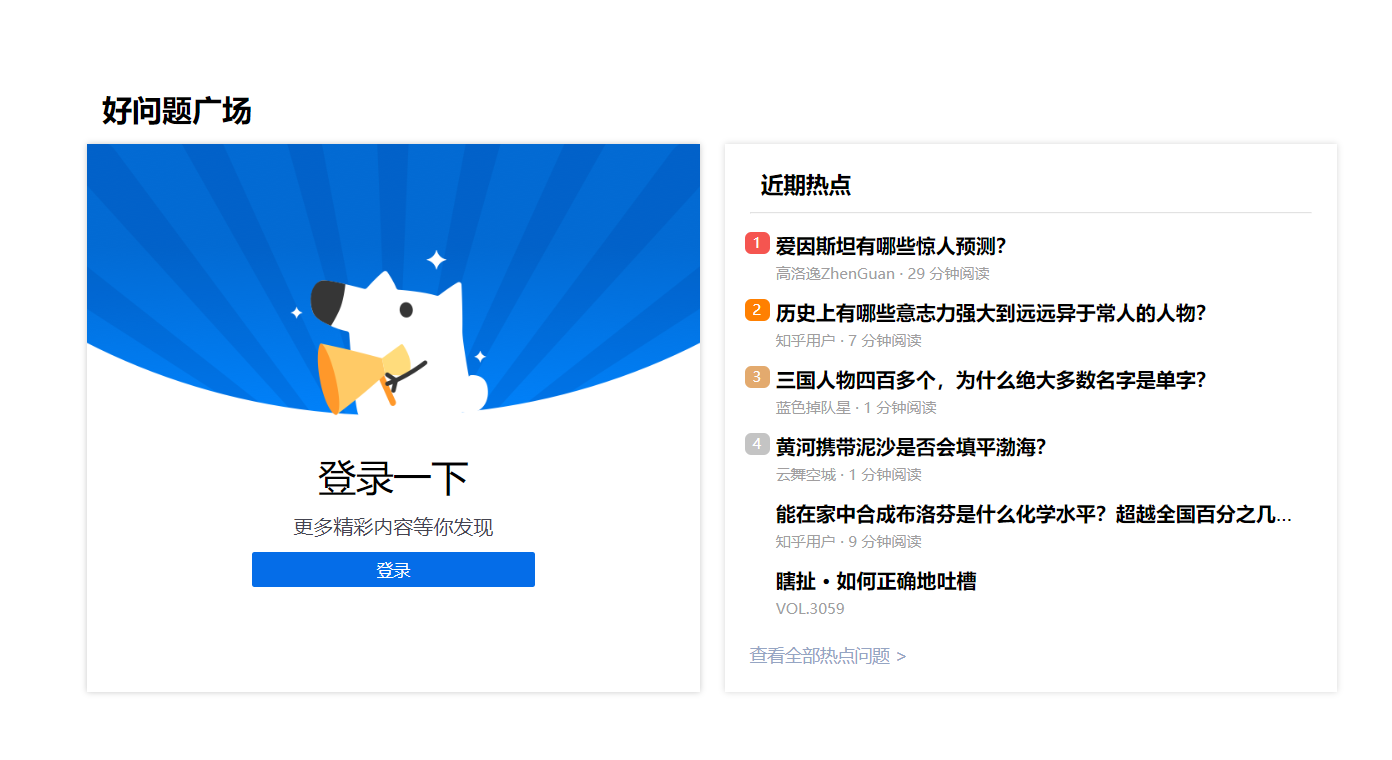 好问题广场
登录一下
更多精彩内容等你发现
登录
近期热点
1 爱因斯坦有哪些惊人预测？
高洛逸ZhenGuan · 29 分钟阅读
2 历史上有哪些意志力强大到远远异于常人的人物？
知乎用户 · 7 分钟阅读
3 三国人物四百多个，为什么绝大多数名字是单字？
蓝色掉队星 · 1 分钟阅读
4 黄河携带泥沙是否会填平渤海？
云舞空城 · 1 分钟阅读
能在家中合成布洛芬是什么化学水平？超越全国百分之几...
知乎用户 · 9 分钟阅读
瞎扯 · 如何正确地吐槽
VOL.3059
查看全部热点问题 >